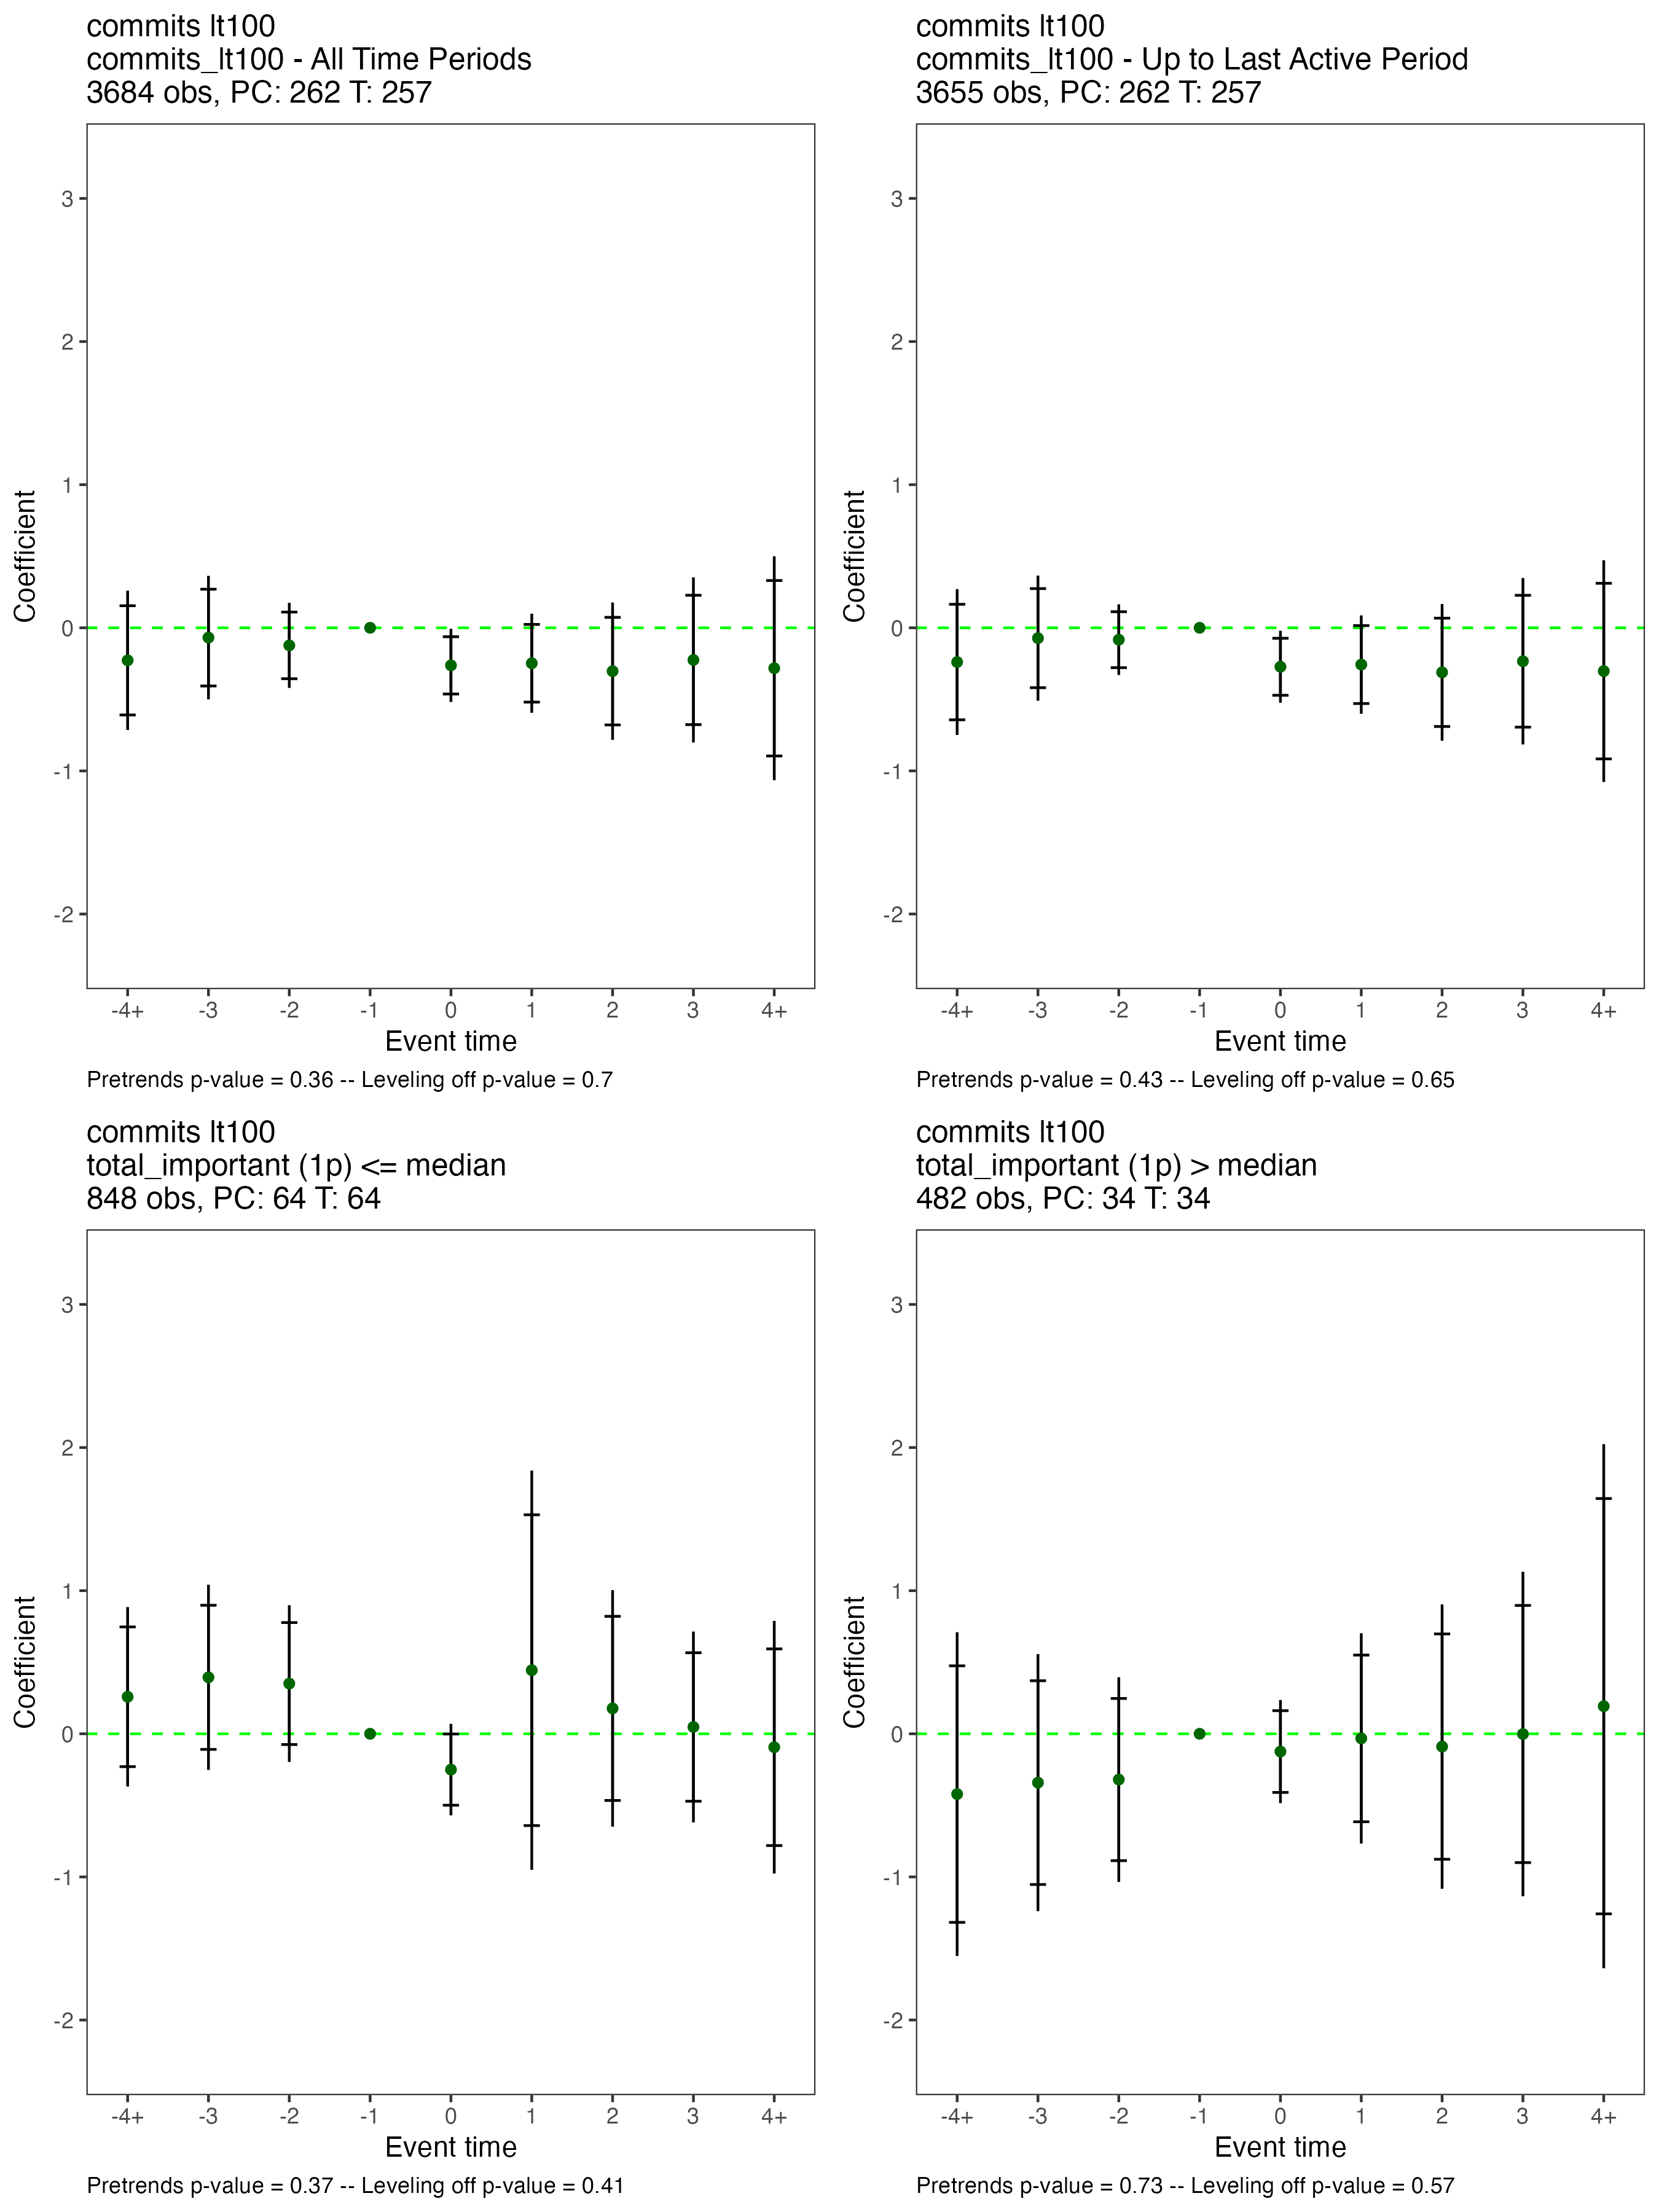 commits lt100
commits_lt100 - All Time Periods
3684 obs, PC: 262 T: 257
Coefficient
3
2
1
0
-1
-2
-4+ -3 -2 -1 0 1 2 3 4+
Event time
Pretrends p-value = 0.36 -- Leveling off p-value = 0.7
commits lt100
commits_lt100 - Up to Last Active Period
3655 obs, PC: 262 T: 257
Coefficient
3
2
1
0
-1
-2
-4+ -3 -2 -1 0 1 2 3 4+
Event time
Pretrends p-value = 0.43 -- Leveling off p-value = 0.65
commits lt100
total_important (1p) <= median
848 obs, PC: 64 T: 64
Coefficient
3
2
1
0
-1
-2
-4+ -3 -2 -1 0 1 2 3 4+
Event time
Pretrends p-value = 0.37 -- Leveling off p-value = 0.41
commits lt100
total_important (1p) > median
482 obs, PC: 34 T: 34
Coefficient
3
2
1
0
-1
-2
-4+ -3 -2 -1 0 1 2 3 4+
Event time
Pretrends p-value = 0.73 -- Leveling off p-value = 0.57